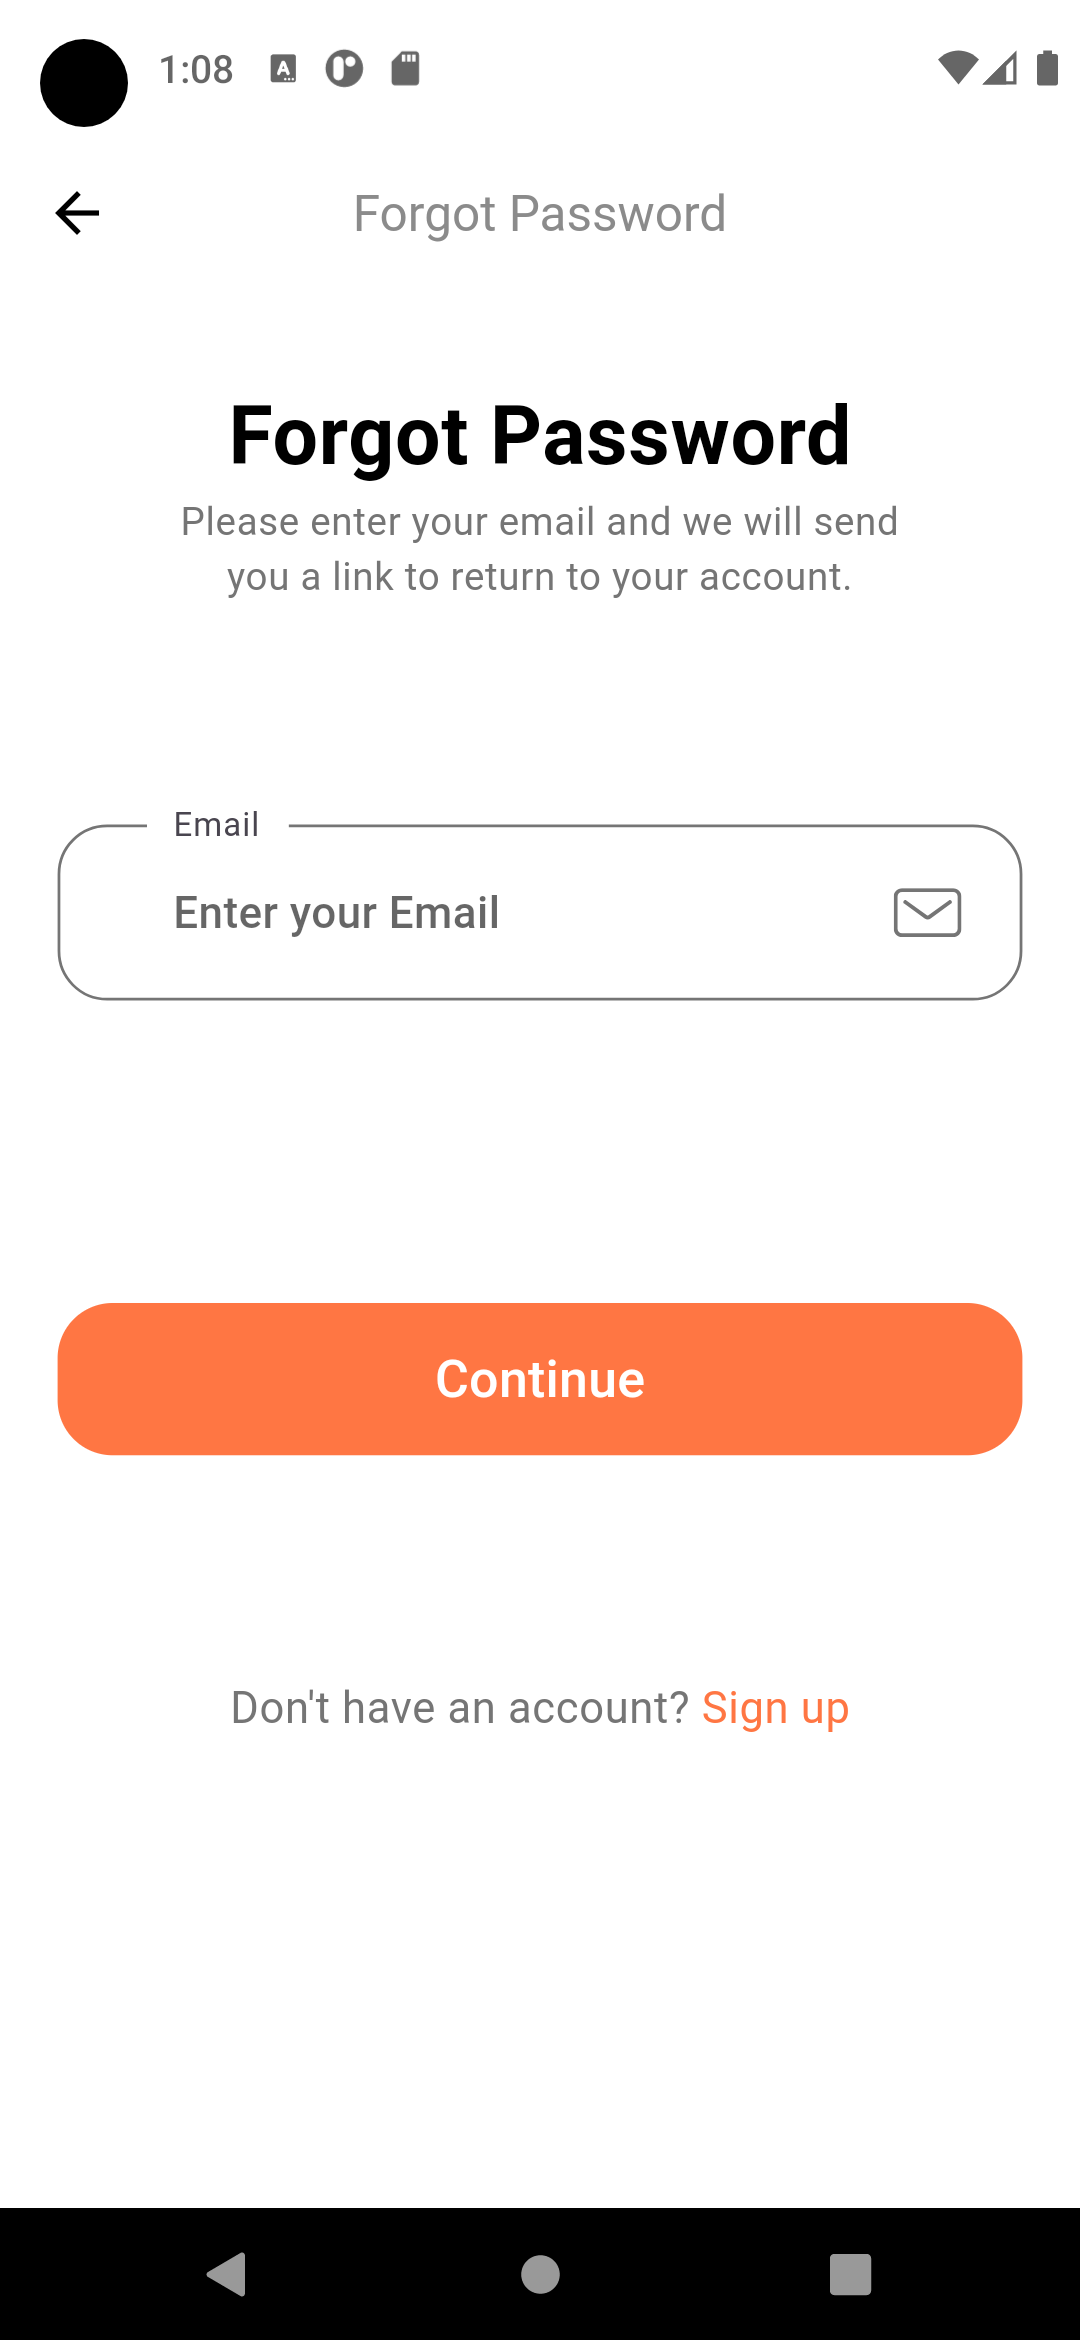 1:08
Forgot Password
Forgot Password
Please enter your email and we will send
you a link to return to your account.
Email
Enter your Email
Continue
Don't have an account? Sign up